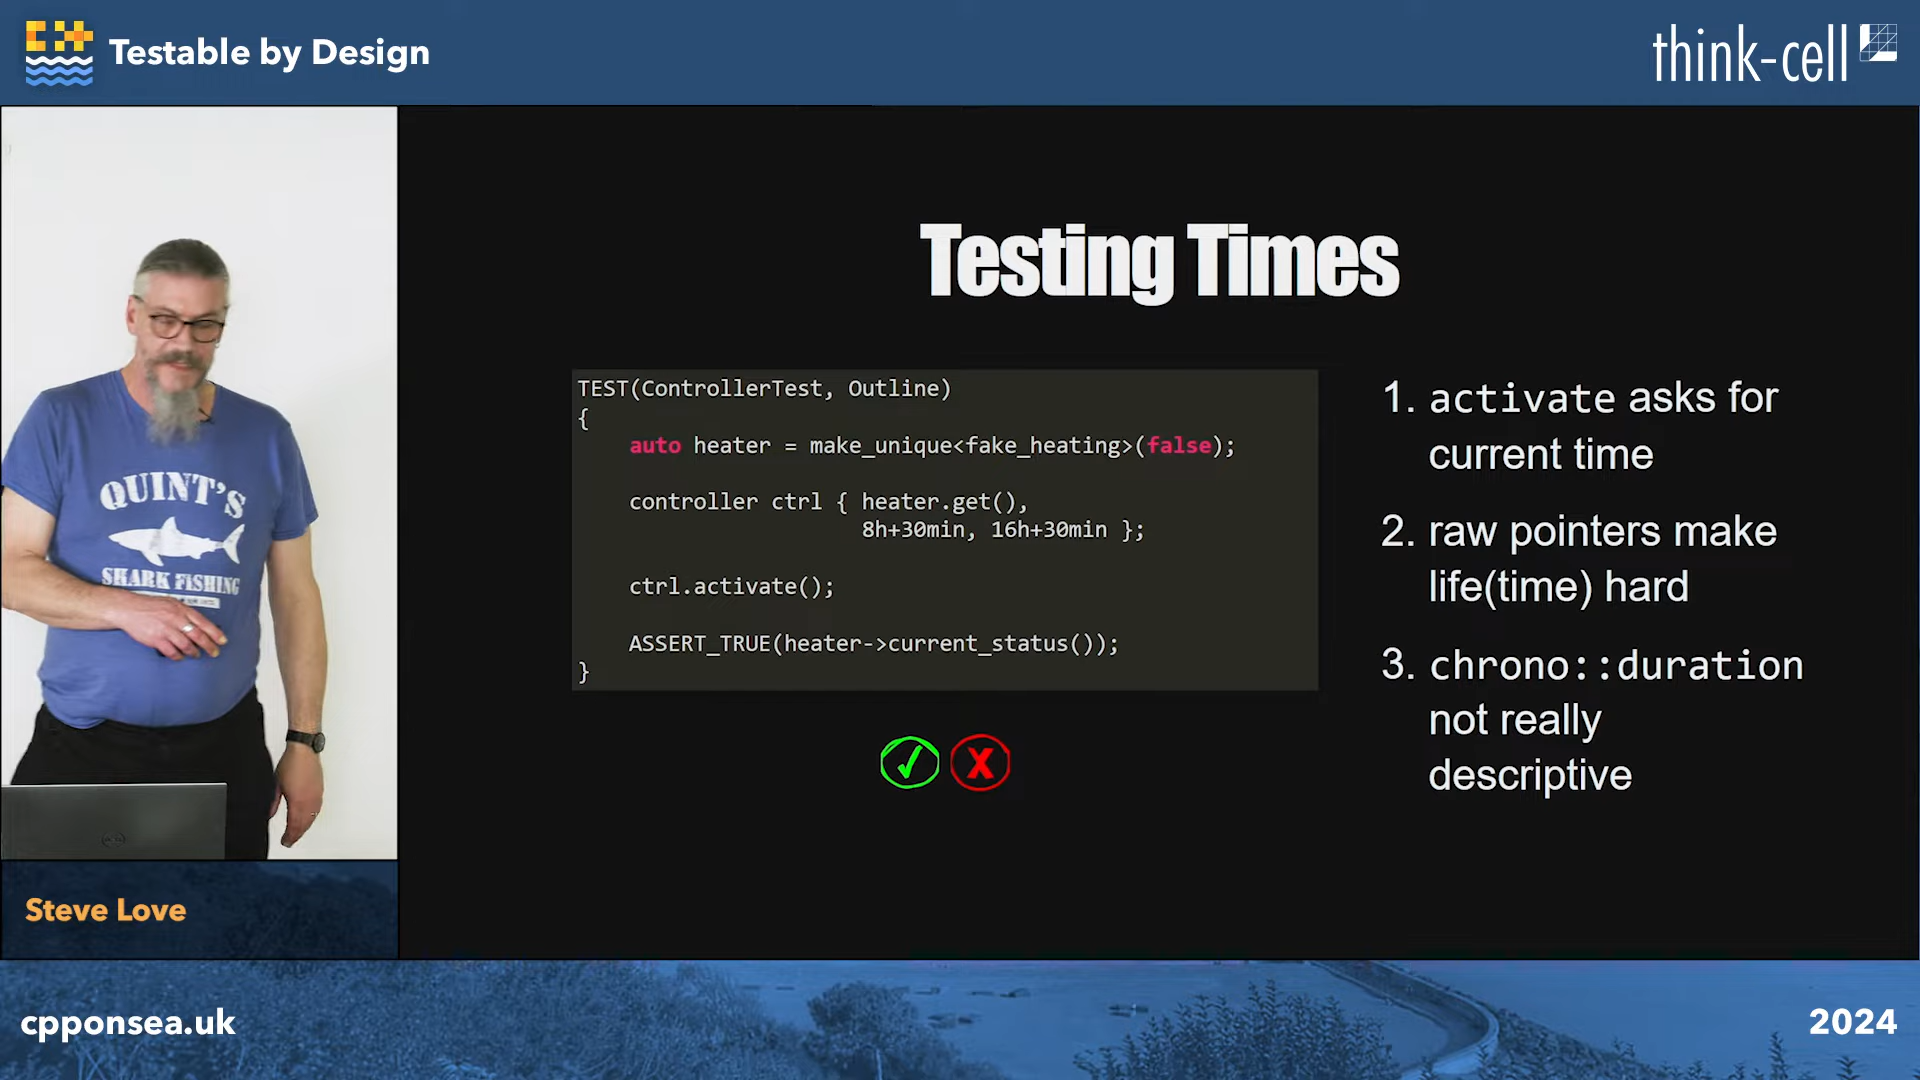 Testable by Design
think-cell
QUINT'S
SHARK FISHING
Testing Times
TEST(ControllerTest, Outline)
{
    auto heater = make_unique<fake_heating>(false);
    controller ctrl { heater.get(),
                      8h+30min, 16h+30min };
    ctrl.activate();
    ASSERT_TRUE(heater->current_status());
}
1. activate asks for
current time
2. raw pointers make
life(time) hard
3. chrono::duration
not really
descriptive
X
Steve Love
cpponsea.uk
2024